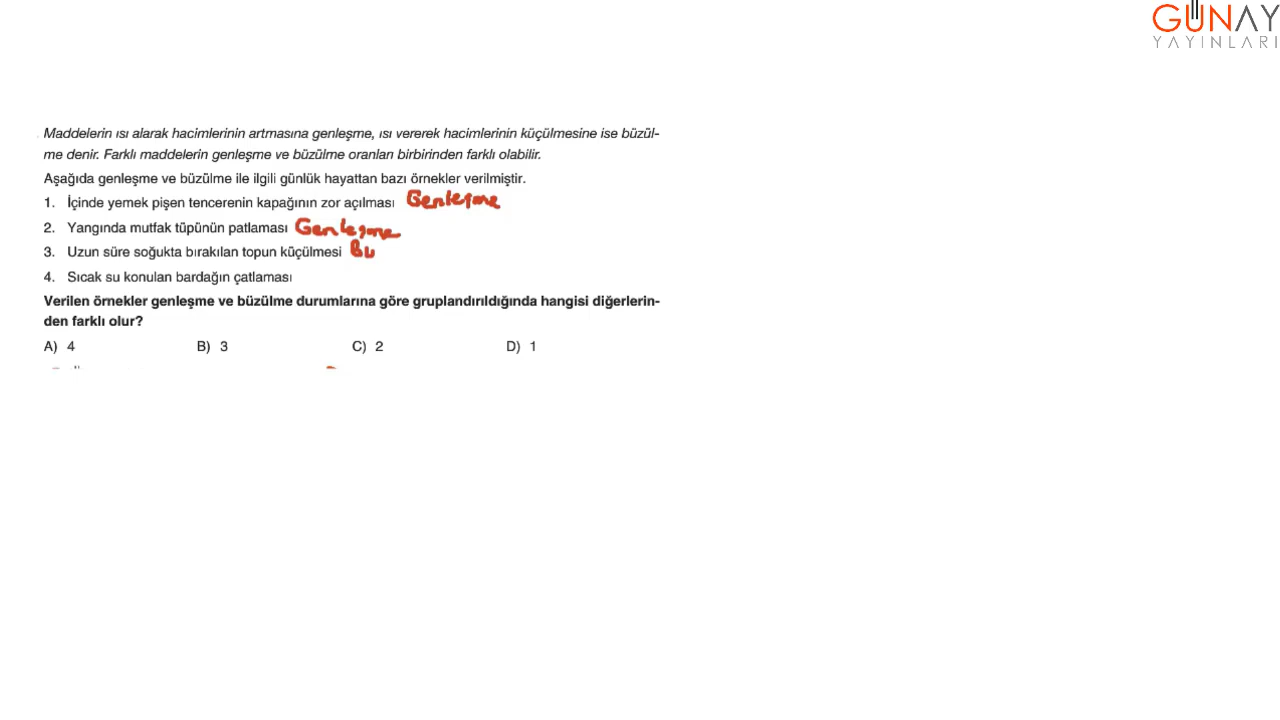 GÜNAY
YAYINLARI
Maddelerin ısı alarak hacimlerinin artmasına genleşme, ısı vererek hacimlerinin küçülmesine ise büzül-
me denir. Farklı maddelerin genleşme ve büzülme oranları birbirinden farklı olabilir.
Aşağıda genleşme ve büzülme ile ilgili günlük hayattan bazı örnekler verilmiştir.
1. İçinde yemek pişen tencerenin kapağının zor açılması Genleşme
2. Yangında mutfak tüpünün patlaması Genleşme
3. Uzun süre soğukta bırakılan topun küçülmesi Bu
4. Sıcak su konulan bardağın çatlaması
Verilen örnekler genleşme ve büzülme durumlarına göre gruplandırıldığında hangisi diğerlerin-
den farklı olur?
A) 4 B) 3 C) 2 D) 1